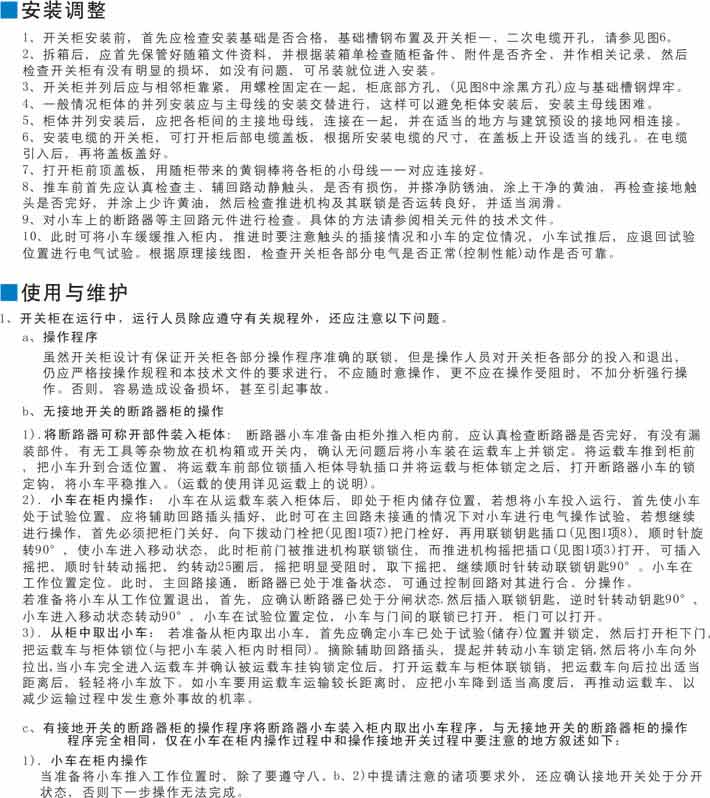 安装调整
1、开关柜安装前，首先应检查安装基础是否合格，基础槽钢布置及开关柜一，二次电缆开孔，请参见图6。
2、拆箱后，应首先保管好随箱文件资料，并根据装箱单检查随柜备件、附件是否齐全，并作相关记录，然后
检查开关柜有没有明显的损坏，如没有问题，可吊装就位进入安装。
3、开关柜并列后应与相邻柜靠紧，用螺栓固定在一起，柜底部方孔，(见图8中涂黑方孔)应与基础槽钢焊牢。
4、一般情况柜体的并列安装应与主母线的安装交替进行，这样可以避免柜体安装后，安装主母线困难。
5、柜体并列安装后，应把各柜间的主接地母线，连接在一起，并在适当的地方与建筑预设的接地网相连接。
6、安装电缆的开关柜，可打开柜后部电缆盖板，根据所安装电缆的尺寸，在盖板上开设适当的线孔。在电缆
引入后，再将盖板盖好。
7、打开柜前顶盖板，用随柜带来的黄铜棒将各柜的小母线一一对应连接好。
8、推车前首先应认真检查主、辅回路动静触头，是否有损伤，并搽净防锈油，涂上干净的黄油，再检查接地触
头是否完好，并涂上少许黄油，然后检查推进机构及其联锁是否运转良好，并适当润滑。
9、对小车上的断路器等主回路元件进行检查。具体的方法请参阅相关元件的技术文件。
10、此时可将小车缓缓推入柜内，推进时要注意触头的插接情况和小车的定位情况，小车试推后，应退回试验
位置进行电气试验。根据原理接线图，检查开关柜各部分电气是否正常(控制性能)动作是否可靠。
使用与维护
1、开关柜在运行中，运行人员除应遵守有关规程外，还应注意以下问题。
a、操作程序
虽然开关柜设计有保证开关柜各部分操作程序准确的联锁，但是操作人员对开关柜各部分的投入和退出，
仍应严格按操作规程和本技术文件的要求进行，不应随时意操作，更不应在操作受阻时，不加分析强行操
作。否则，容易造成设备损坏，甚至引起事故。
b、无接地开关的断路器柜的操作
1).将断路器可称开部件装入柜体： 断路器小车准备由柜外推入柜内前，应认真检查断路器是否完好，有没有漏
装部件，有无工具等杂物放在机构箱或开关内，确认无问题后将小车装在运载车上并锁定。将运载车推到柜前
，把小车升到合适位置，将运载车前部位锁插入柜体导轨插口并将运载与柜体锁定之后，打开断路器小车的锁
定钩，将小车平稳推入。(运载的使用详见运载上的说明)。
2)．小车在柜内操作： 小车在从运载车装入柜体后，即处于柜内储存位置，若想将小车投入运行，首先使小车
处于试验位置，应将辅助回路插头插好，此时可在主回路未接通的情况下对小车进行电气操作试验，若想继续
进行操作，首先必须把柜门关好，向下拨动门栓把(见图1项7)把门栓好，再用联锁钥匙插口(见图1项8)，顺时针旋
转90°，使小车进入移动状态，此时柜前门被推进机构联锁锁住，而推进机构摇把插口(见图1项3)打开，可插入
摇把、顺时针转动摇把，约转动25圈后，摇把明显受阻时，取下摇把、继续顺时针转动联锁钥匙90°。小车在
工作位置定位。此时，主回路接通，断路器已处于准备状态，可通过控制回路对其进行合、分操作。
若准备将小车从工作位置退出，首先，应确认断路器已处于分闸状态.然后插入联锁钥匙，逆时针转动钥匙90°，
小车进入移动状态转动90°，小车在试验位置定位，小车与门间的联锁已打开，柜门可以打开。
3)．从柜中取出小车： 若准备从柜内取出小车，首先应确定小车已处于试验(储存)位置并锁定，然后打开柜下门，
把运载车与柜体锁位(与把小车装入柜内时相同)。摘除辅助回路插头，提起并转动小车锁定销.然后将小车向外
拉出.当小车完全进入运载车并确认被运载车挂钩锁定位后，打开运载车与柜体联锁销，把运载车向后拉出适当
距离后，轻轻将小车放下。如小车要用运载车运输较长距离时，应把小车降到适当高度后，再推动运载车，以
减少运输过程中发生意外事故的机率。
c、有接地开关的断路器柜的操作程序将断路器小车装入柜内取出小车程序，与无接地开关的断路器柜的操作
程序完全相同，仅在小车在柜内操作过程中和操作接地开关过程中要注意的地方叙述如下：
1)．小车在柜内操作
当准备将小车推入工作位置时，除了要遵守八、b、2)中提请注意的诸项要求外，还应确认接地开关处于分开
状态，否则下一步操作无法完成。